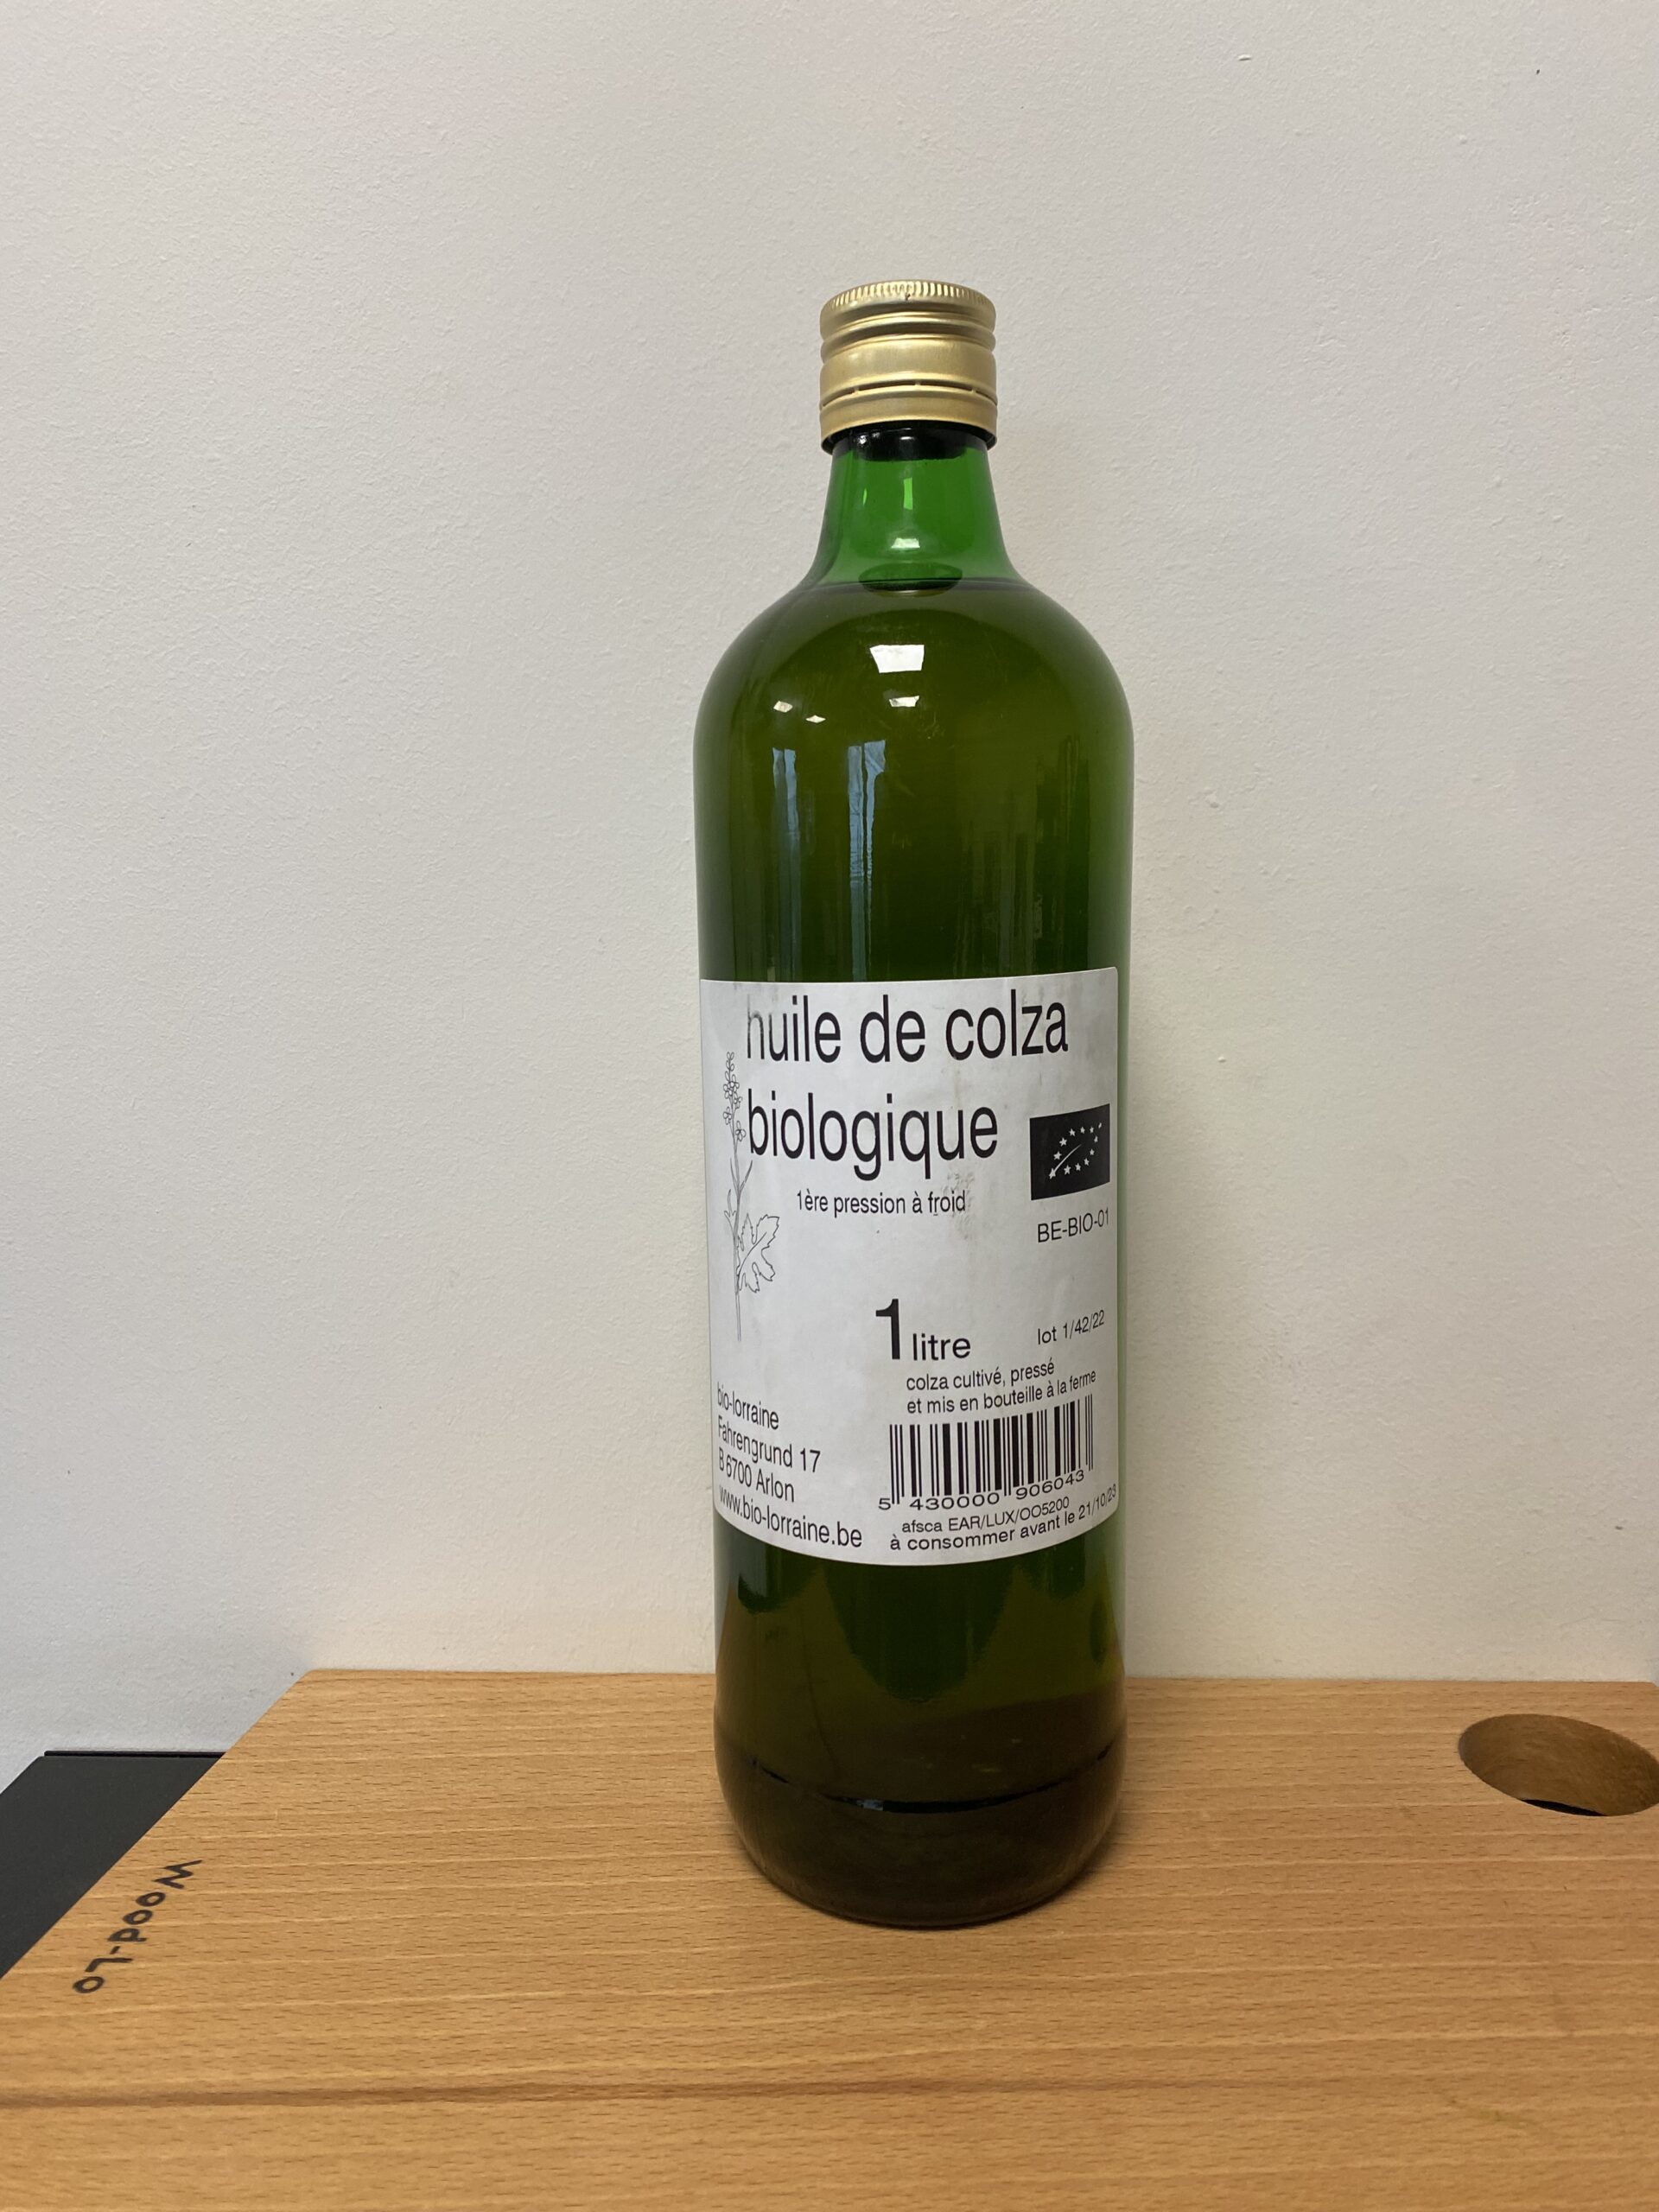 huile de colza
biologique
1ère pression à froid
BE-BIO-01
1 litre
lot 1/42/22
colza cultivé, pressé
et mis en bouteille à la ferme
bio-lorraine
Fahrengrund 17
B 6700 Arlon
www.bio-lorraine.be
5 430000 906043
afsca EAR/LUX/OO5200
à consommer avant le 21/10/23
Wood-Lo